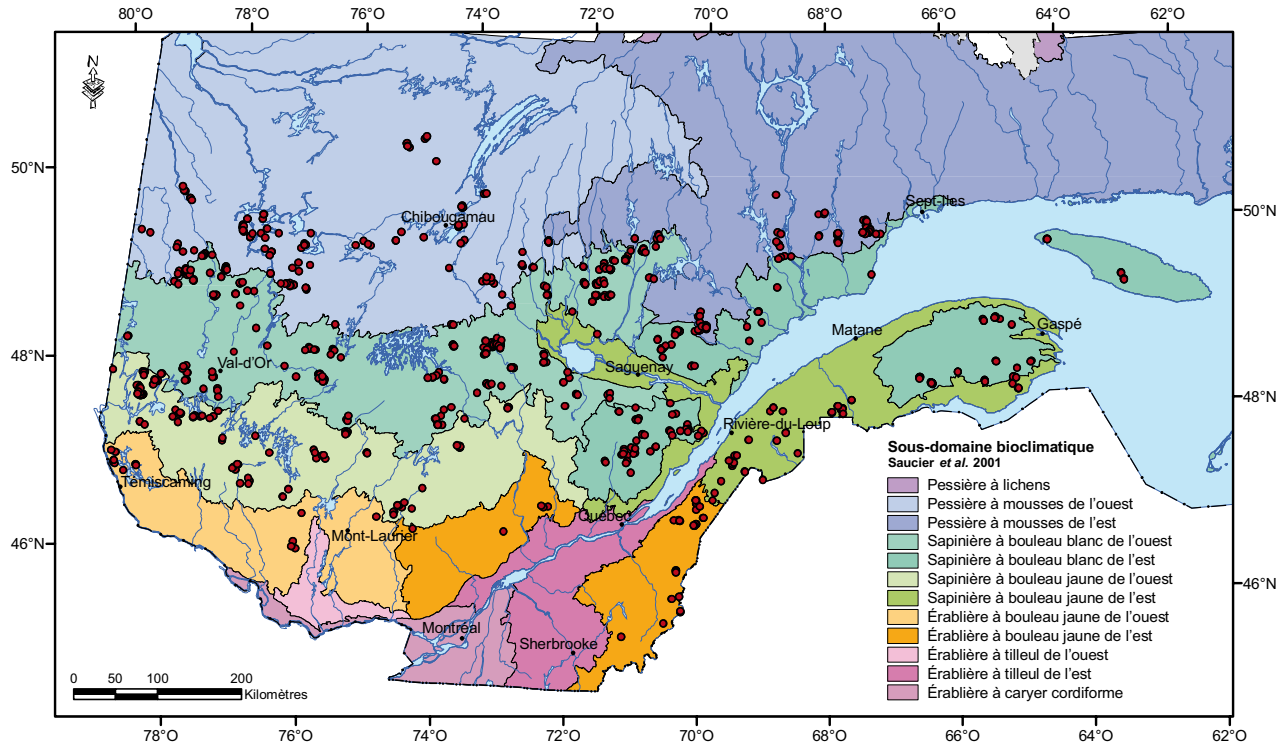 80°O 78°O 76°O 74°O 72°O 70°O 68°O 66°O 64°O 62°O
N
50°N
Chibougamau
Sept-Iles
50°N
48°N
Val-d'Or
Saguenay
Matane
Gaspé
48°N
Rivière-du-Loup
Témiscaming
Québec
Mont-Laurier
46°N
46°N
Montréal
Sherbrooke
Sous-domaine bioclimatique
Saucier et al. 2001
Pessière à lichens
Pessière à mousses de l'ouest
Pessière à mousses de l'est
Sapinière à bouleau blanc de l'ouest
Sapinière à bouleau blanc de l'est
Sapinière à bouleau jaune de l'ouest
Sapinière à bouleau jaune de l'est
Érablière à bouleau jaune de l'ouest
Érablière à bouleau jaune de l'est
Érablière à tilleul de l'ouest
Érablière à tilleul de l'est
Érablière à caryer cordiforme
0 50 100 200
Kilomètres
78°O 76°O 74°O 72°O 70°O 68°O 66°O 64°O 62°O